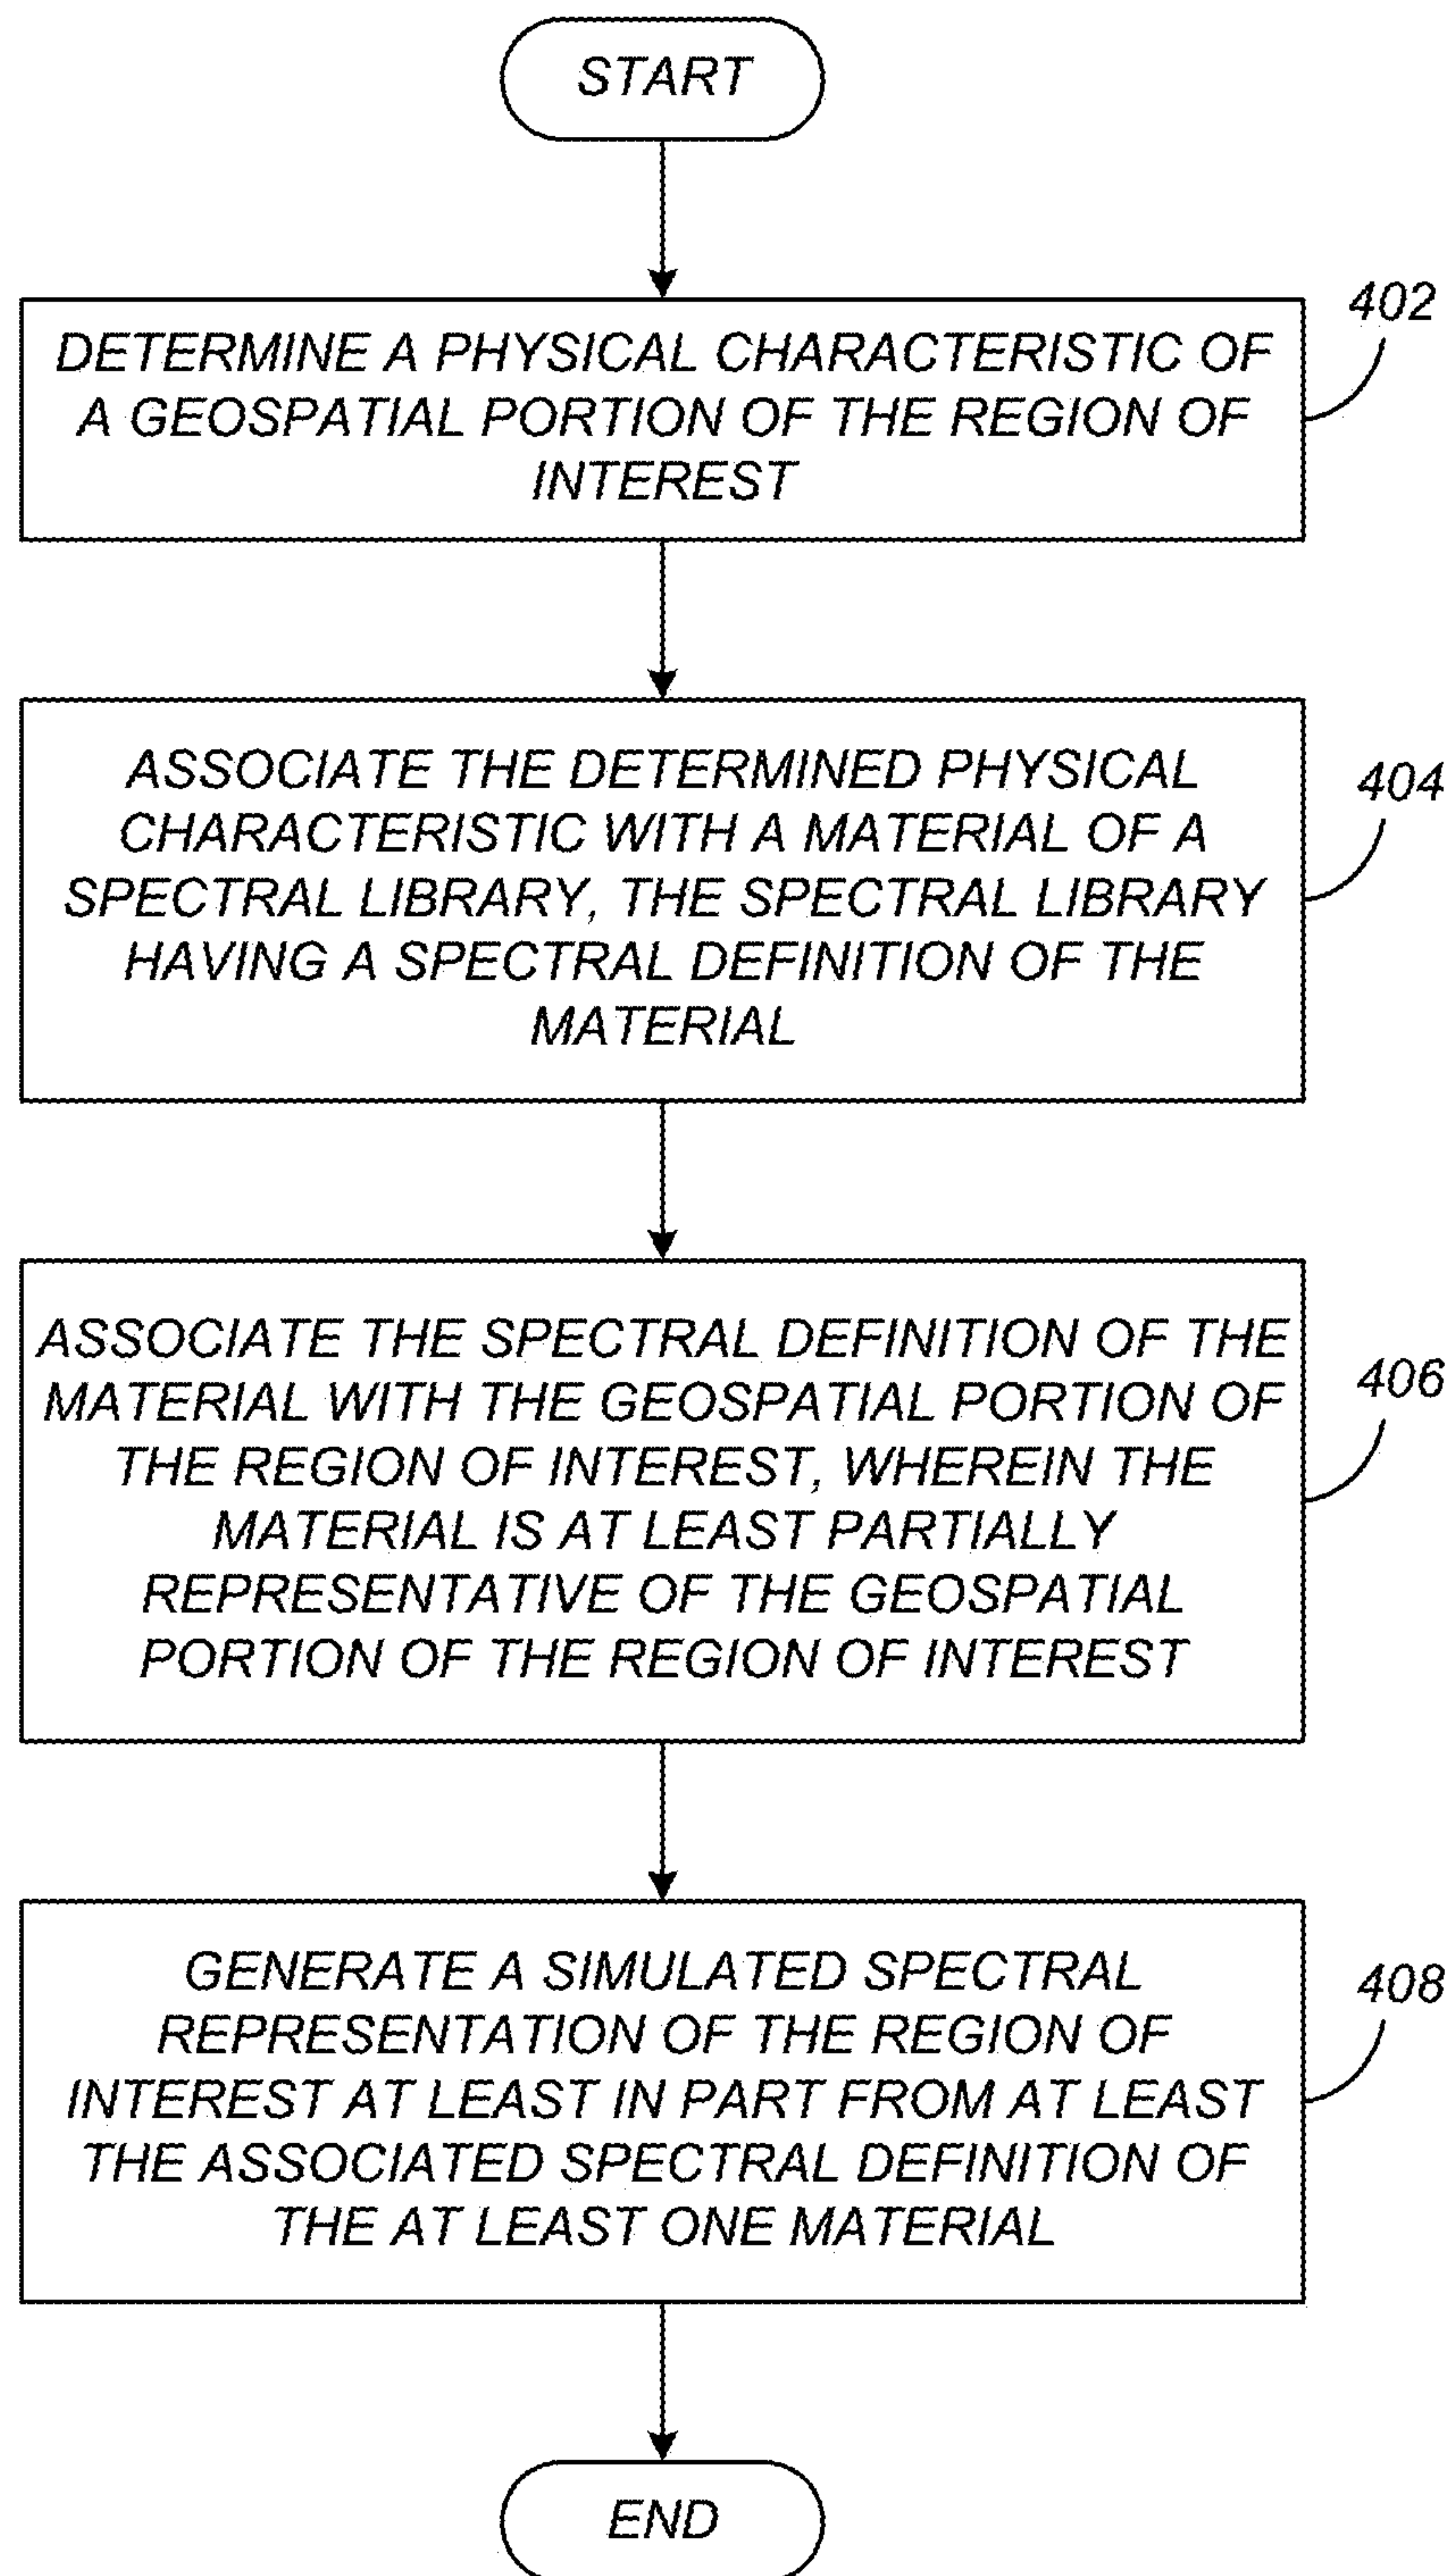 START
402
DETERMINE A PHYSICAL CHARACTERISTIC OF
A GEOSPATIAL PORTION OF THE REGION OF
INTEREST
404
ASSOCIATE THE DETERMINED PHYSICAL
CHARACTERISTIC WITH A MATERIAL OF A
SPECTRAL LIBRARY, THE SPECTRAL LIBRARY
HAVING A SPECTRAL DEFINITION OF THE
MATERIAL
406
ASSOCIATE THE SPECTRAL DEFINITION OF THE
MATERIAL WITH THE GEOSPATIAL PORTION OF
THE REGION OF INTEREST, WHEREIN THE
MATERIAL IS AT LEAST PARTIALLY
REPRESENTATIVE OF THE GEOSPATIAL
PORTION OF THE REGION OF INTEREST
408
GENERATE A SIMULATED SPECTRAL
REPRESENTATION OF THE REGION OF
INTEREST AT LEAST IN PART FROM AT LEAST
THE ASSOCIATED SPECTRAL DEFINITION OF
THE AT LEAST ONE MATERIAL
END